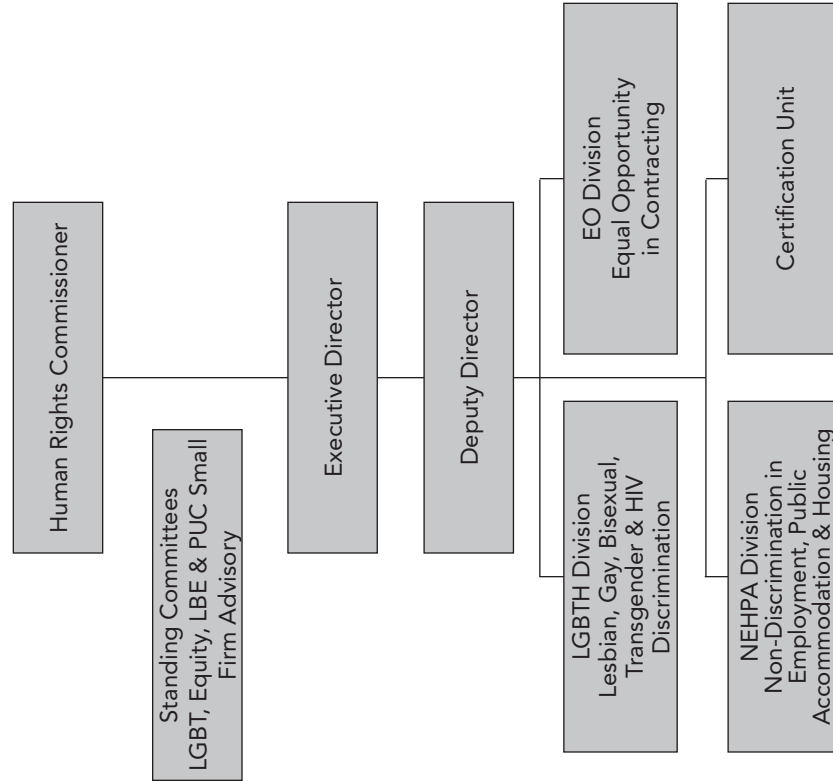 Human Rights Commissioner
Standing Committees
LGBT, Equity, LBE & PUC Small
Firm Advisory
Executive Director
Deputy Director
LGBTH Division
Lesbian, Gay, Bisexual,
Transgender & HIV
Discrimination
EO Division
Equal Opportunity
in Contracting
NEHPA Division
Non-Discrimination in
Employment, Public
Accommodation & Housing
Certification Unit